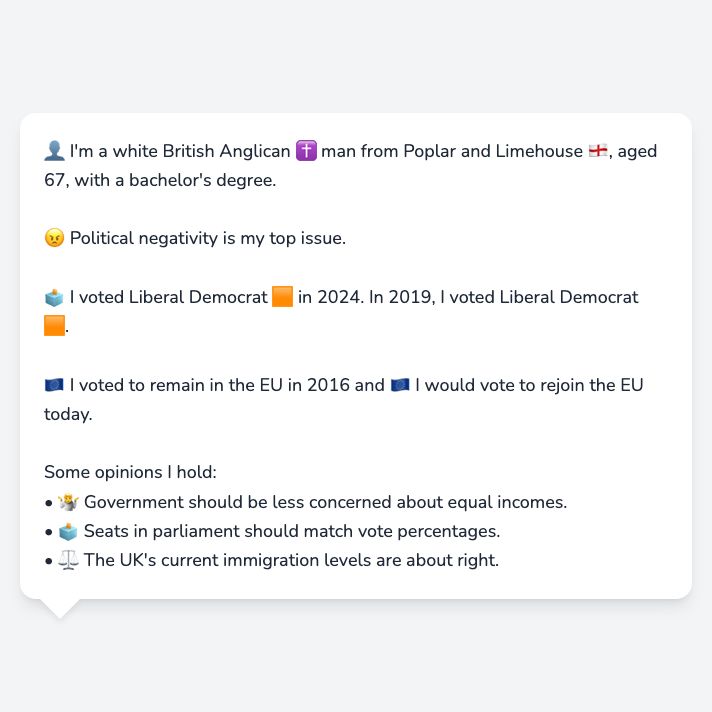 👤 I'm a white British Anglican ✝️ man from Poplar and Limehouse 🏴󠁧󠁢󠁥󠁮󠁧󠁿, aged
67, with a bachelor's degree.
😠 Political negativity is my top issue.
🗳️ I voted Liberal Democrat 🟧 in 2024. In 2019, I voted Liberal Democrat
🟧.
🇪🇺 I voted to remain in the EU in 2016 and 🇪🇺 I would vote to rejoin the EU
today.
Some opinions I hold:
• 🤷 Government should be less concerned about equal incomes.
• 🗳️ Seats in parliament should match vote percentages.
• ⚖️ The UK's current immigration levels are about right.